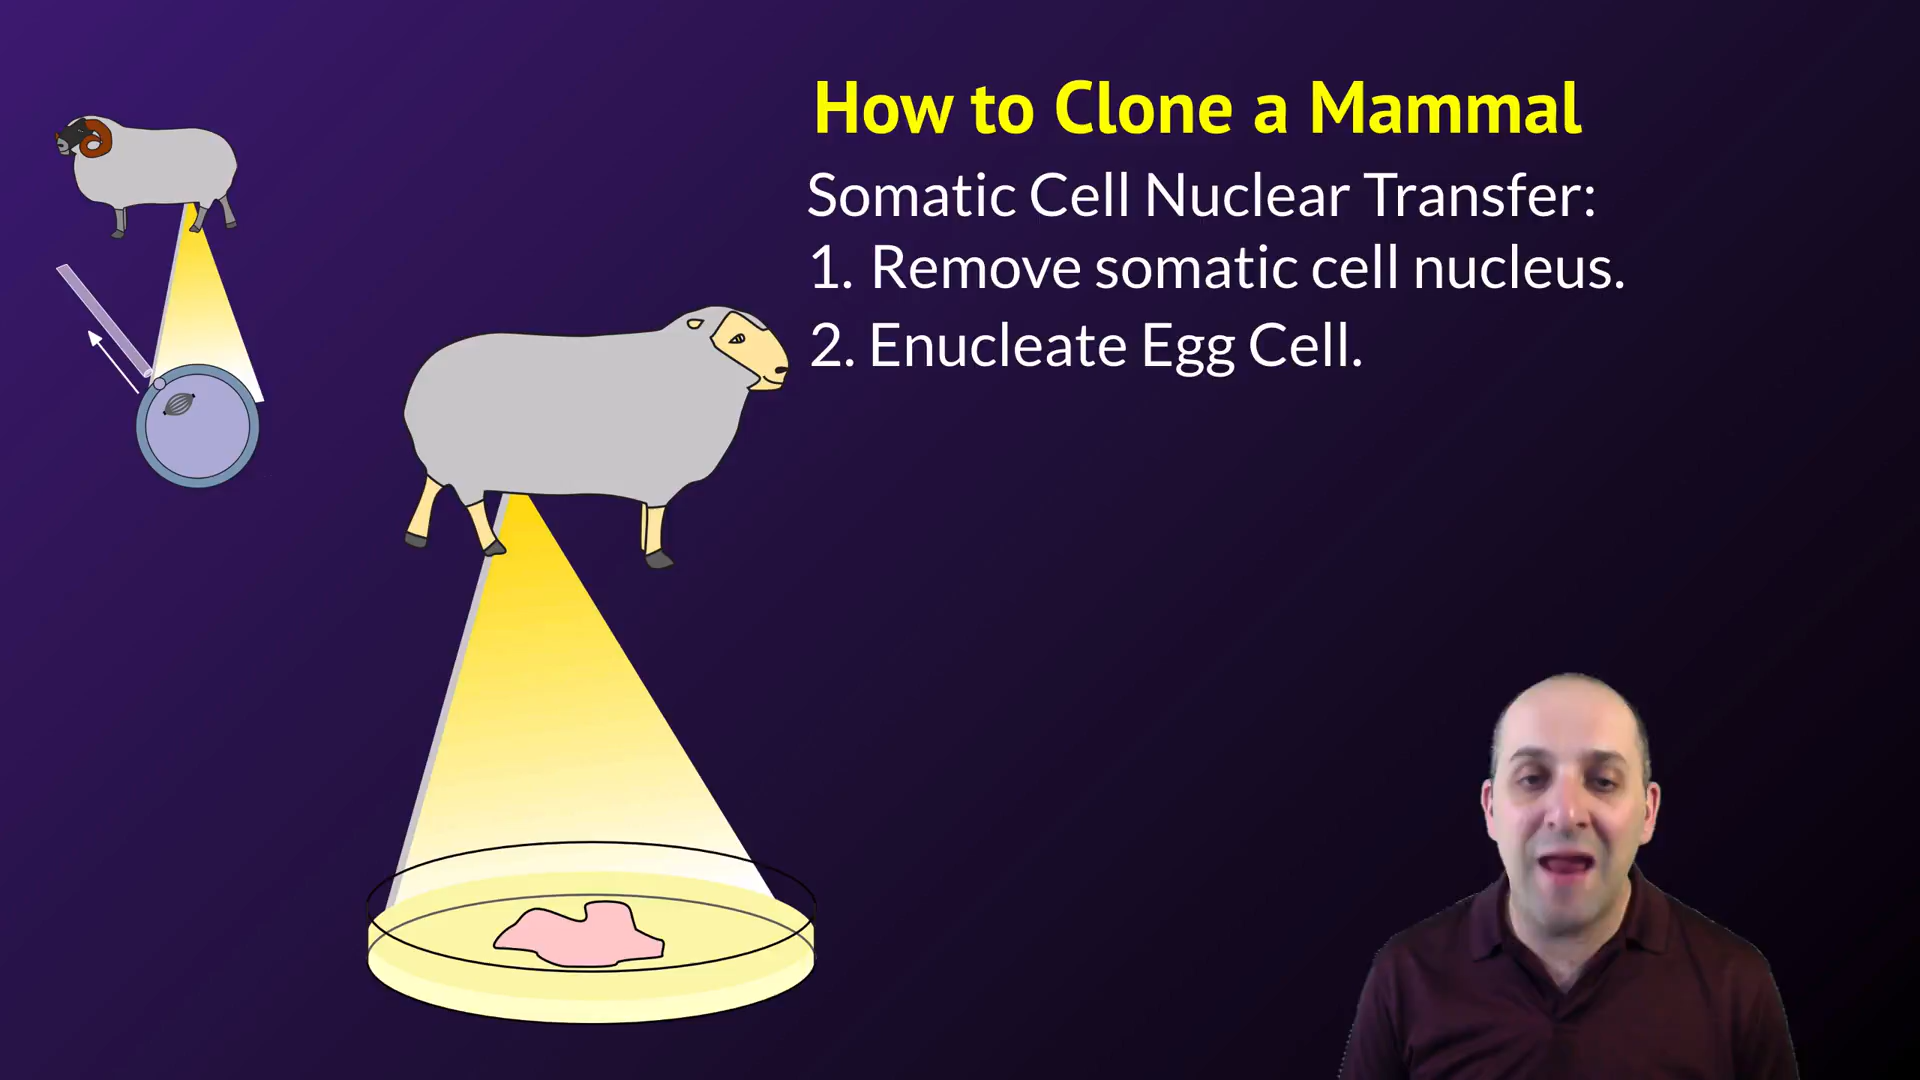 How to Clone a Mammal
Somatic Cell Nuclear Transfer:
1. Remove somatic cell nucleus.
2. Enucleate Egg Cell.